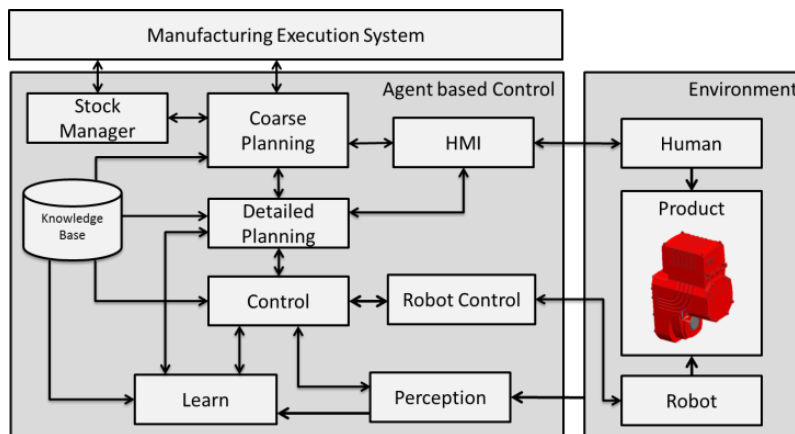 Manufacturing Execution System
Agent based Control
Environment
Stock
Manager
Coarse
Planning
HMI
Human
Knowledge
Base
Detailed
Planning
Product
Control
Robot Control
Learn
Perception
Robot